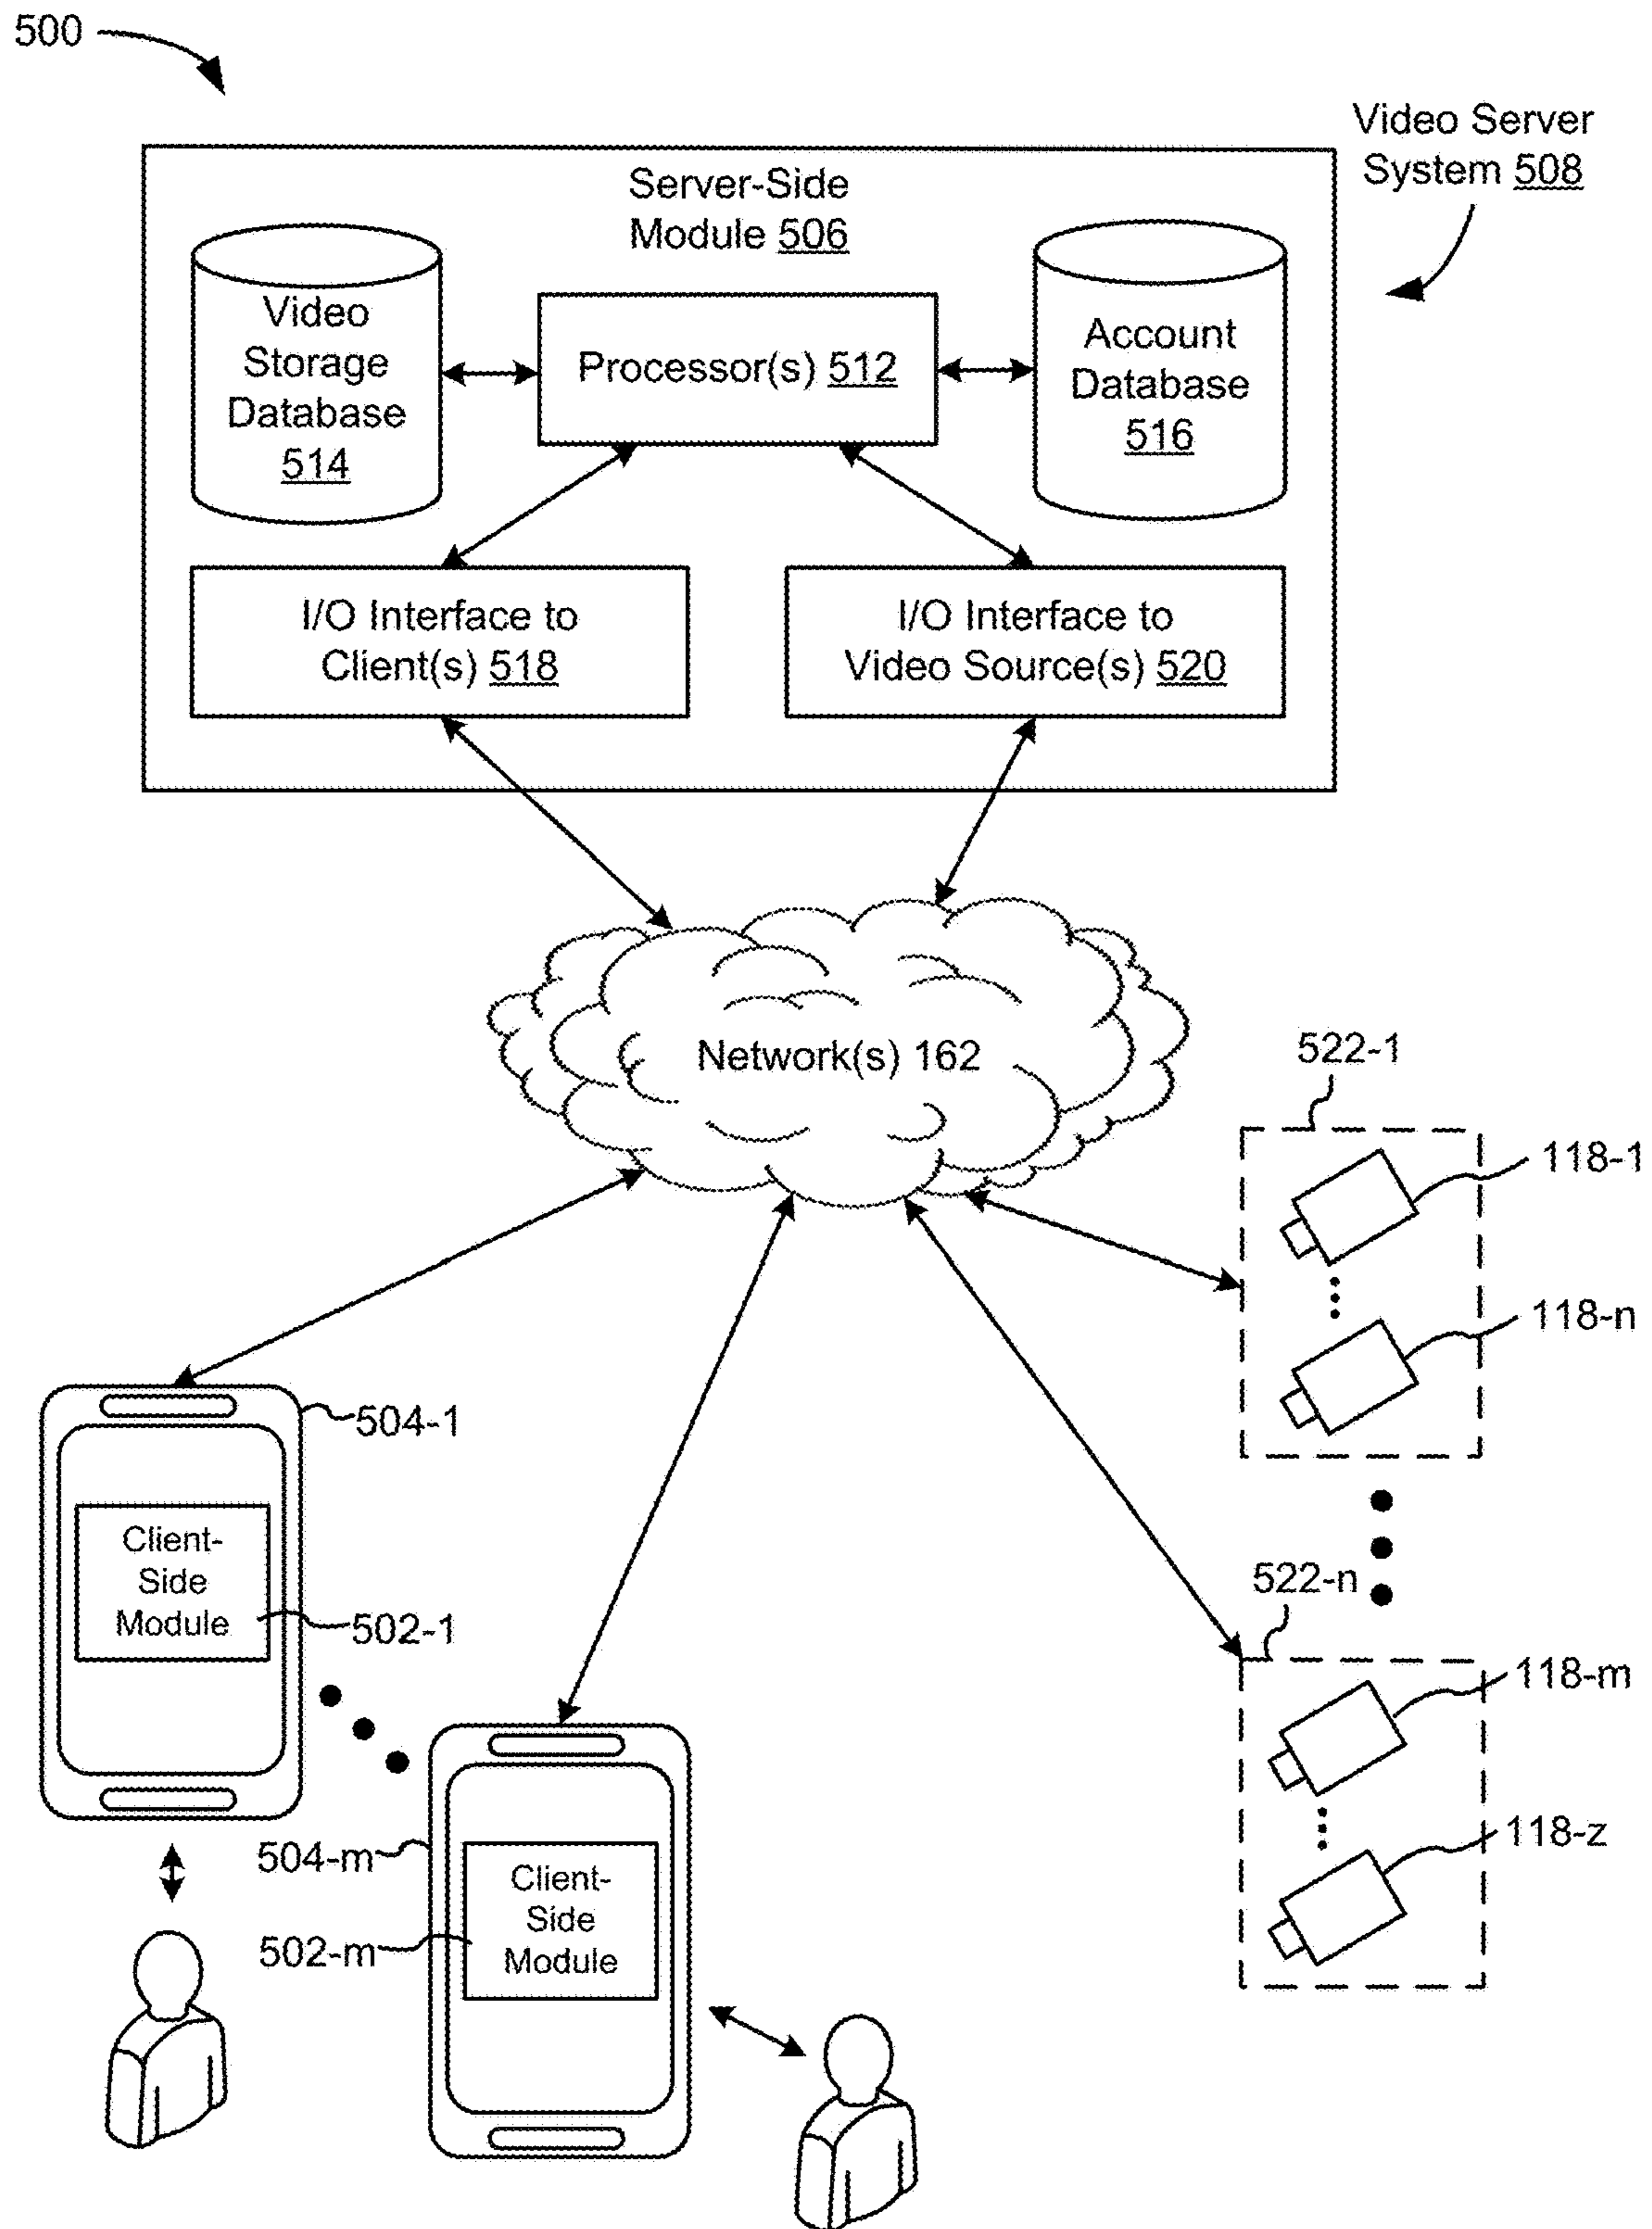 500
Video Server
System 508
Server-Side
Module 506
Video
Storage
Database
514
Processor(s) 512
Account
Database
516
I/O Interface to
Client(s) 518
I/O Interface to
Video Source(s) 520
Network(s) 162
522-1
118-1
118-n
504-1
Client-
Side
Module
502-1
522-n
118-m
118-z
504-m
Client-
Side
Module
502-m